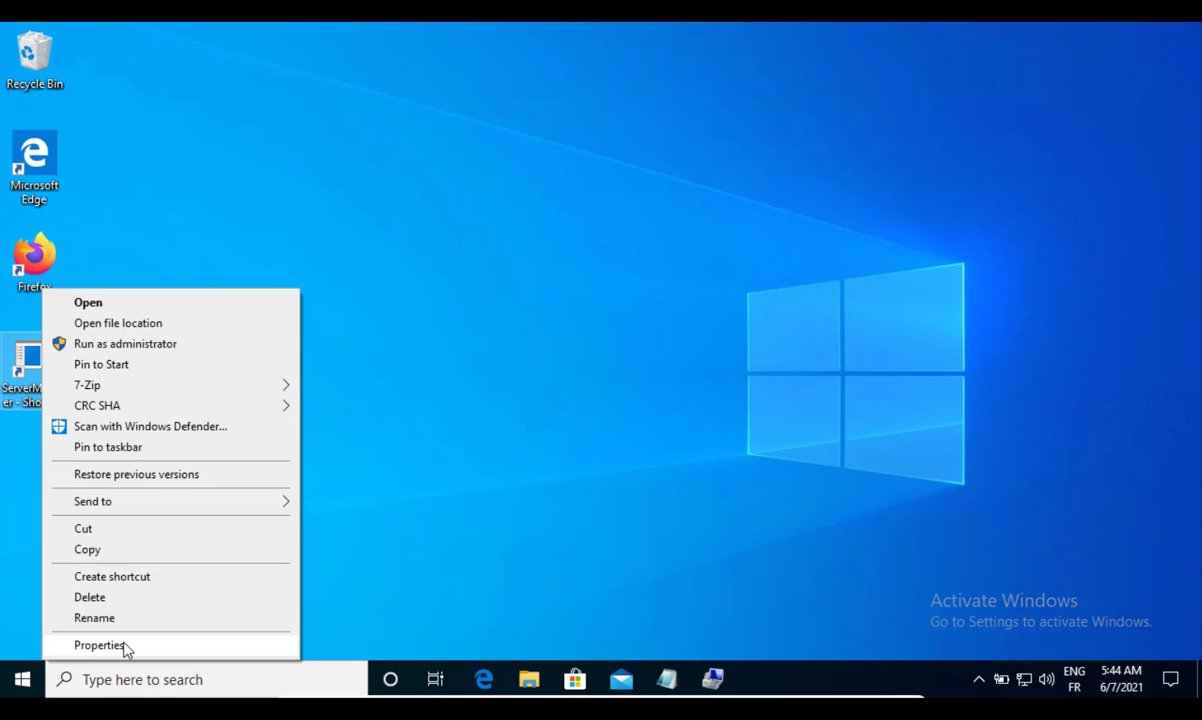 Recycle Bin
Microsoft
Edge
Firefox
ServerM
er - Sho
Open
Open file location
Run as administrator
Pin to Start
7-Zip
CRC SHA
Scan with Windows Defender...
Pin to taskbar
Restore previous versions
Send to
Cut
Copy
Create shortcut
Delete
Rename
Properties
Activate Windows
Go to Settings to activate Windows.
Type here to search
ENG
FR
5:44 AM
6/7/2021